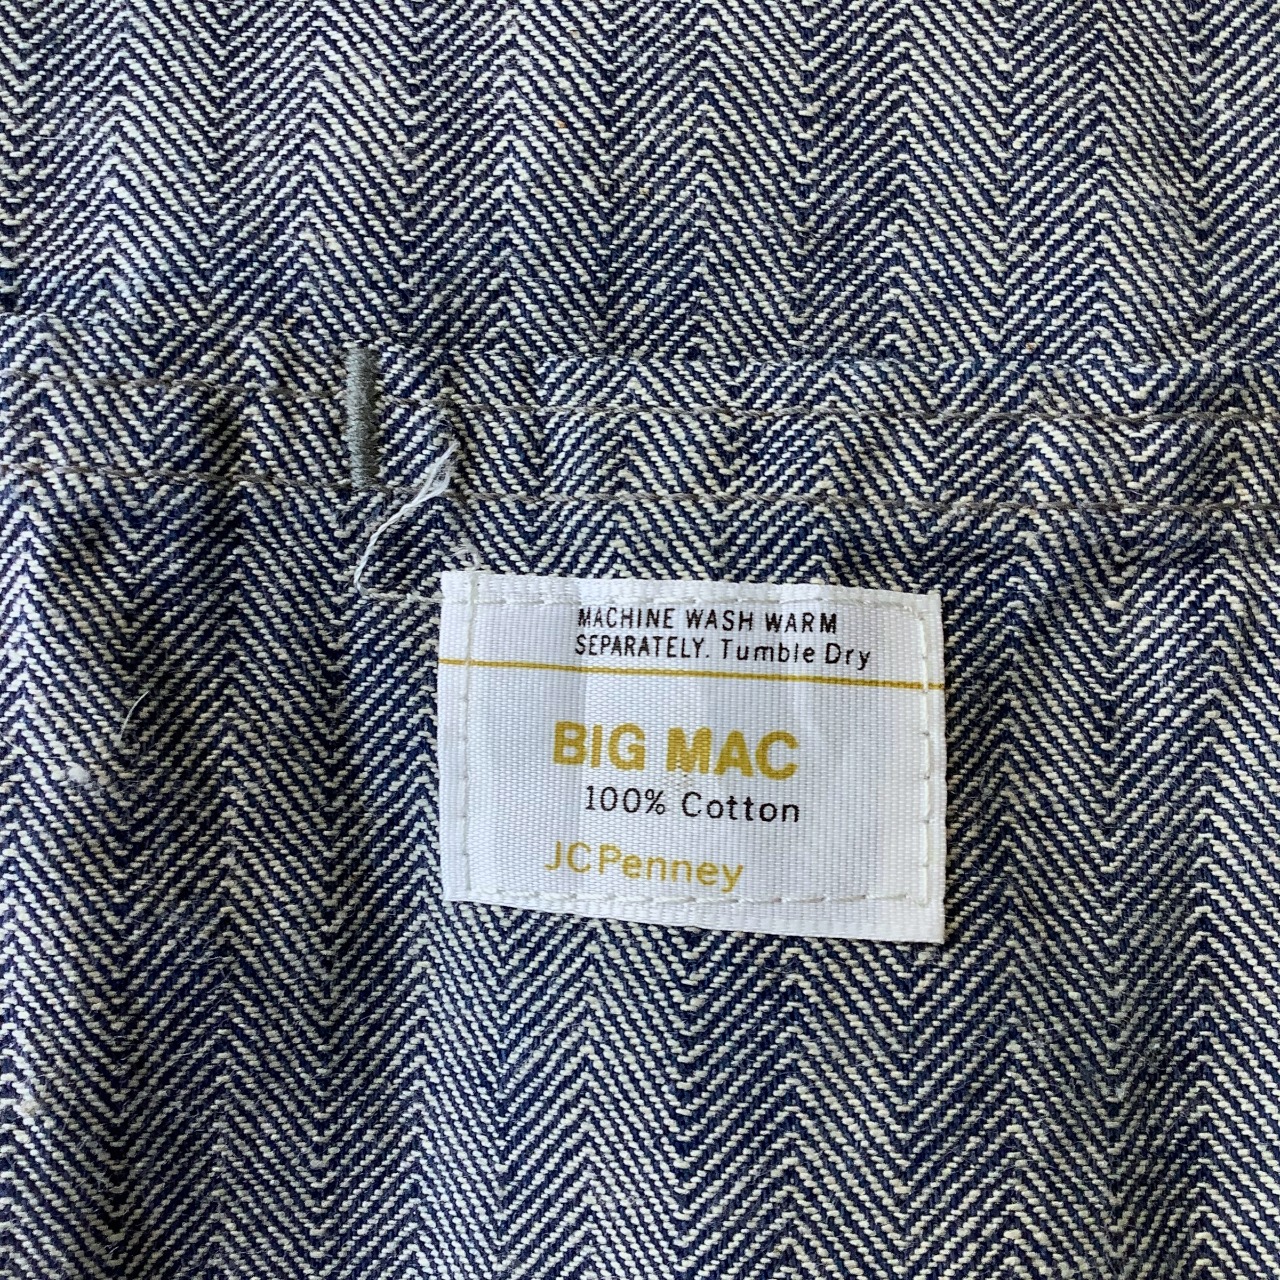 MACHINE WASH WARM
SEPARATELY. Tumble Dry
BIG MAC
100% Cotton
JCPenney